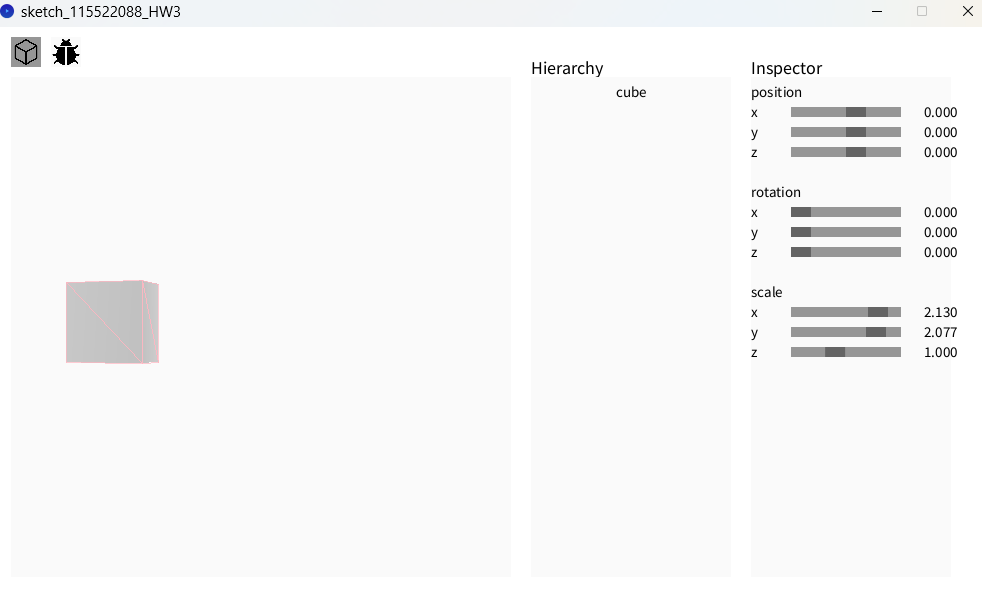 sketch_115522088_HW3
Hierarchy
cube
Inspector
position
x 0.000
y 0.000
z 0.000
rotation
x 0.000
y 0.000
z 0.000
scale
x 2.130
y 2.077
z 1.000